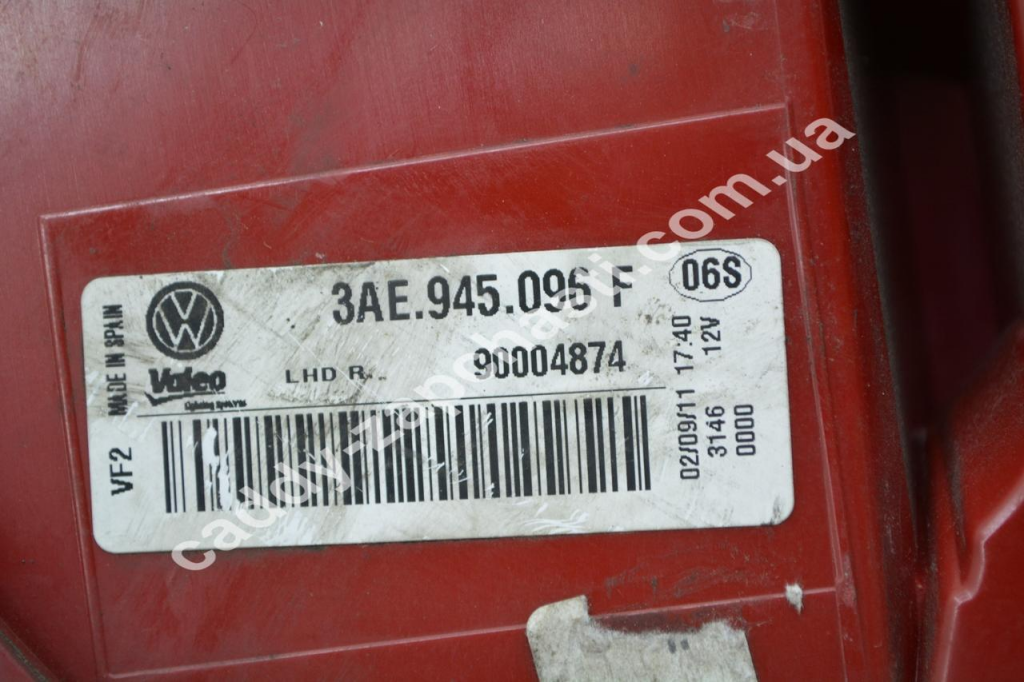 3AE.945.096 F
06S
MADE IN SPAIN
Valeo
LHD R..
90004874
VF2
02/09/11 17:40
3146 12V
0000
caddy-zapchasti.com.ua